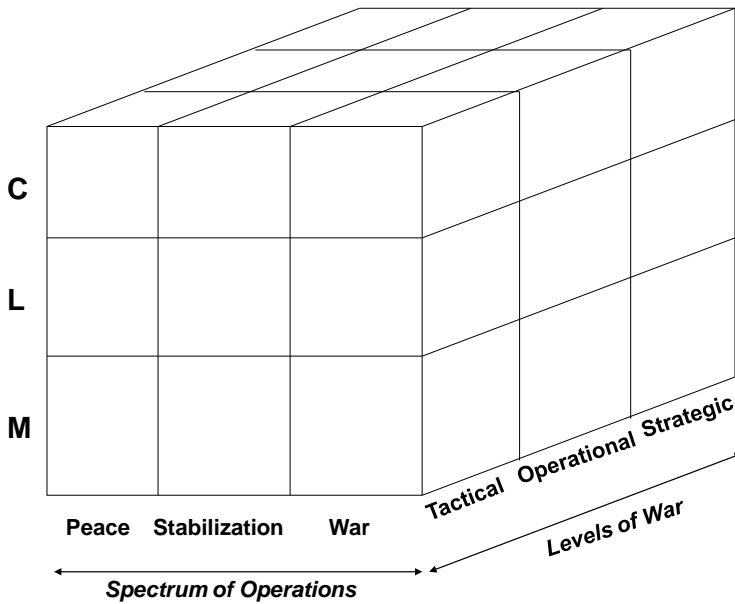 C
L
M
Peace Stabilization War
Tactical Operational Strategic
Spectrum of Operations
Levels of War